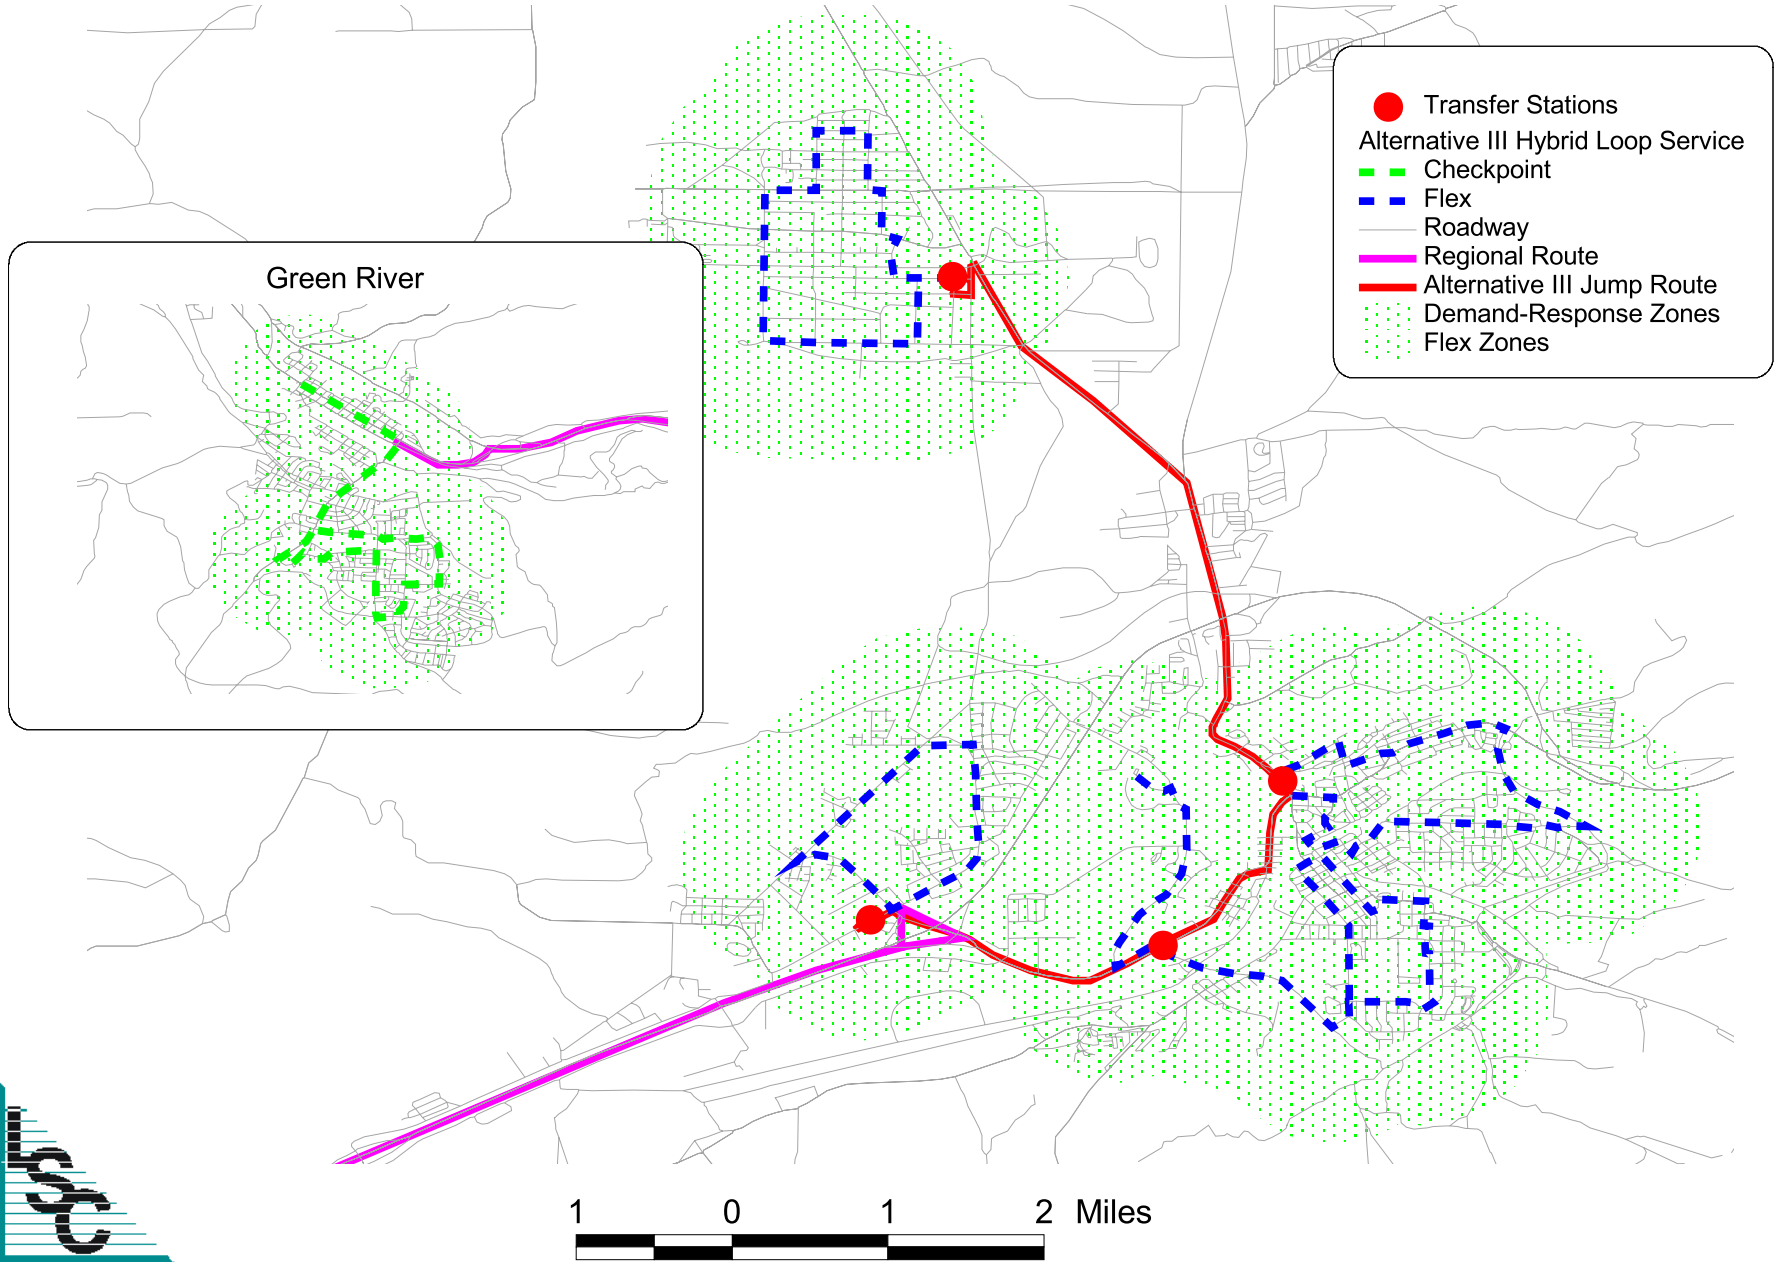 Transfer Stations
Alternative III Hybrid Loop Service
Checkpoint
Flex
Roadway
Regional Route
Alternative III Jump Route
Demand-Response Zones
Flex Zones
Green River
1 0 1 2 Miles
LSC